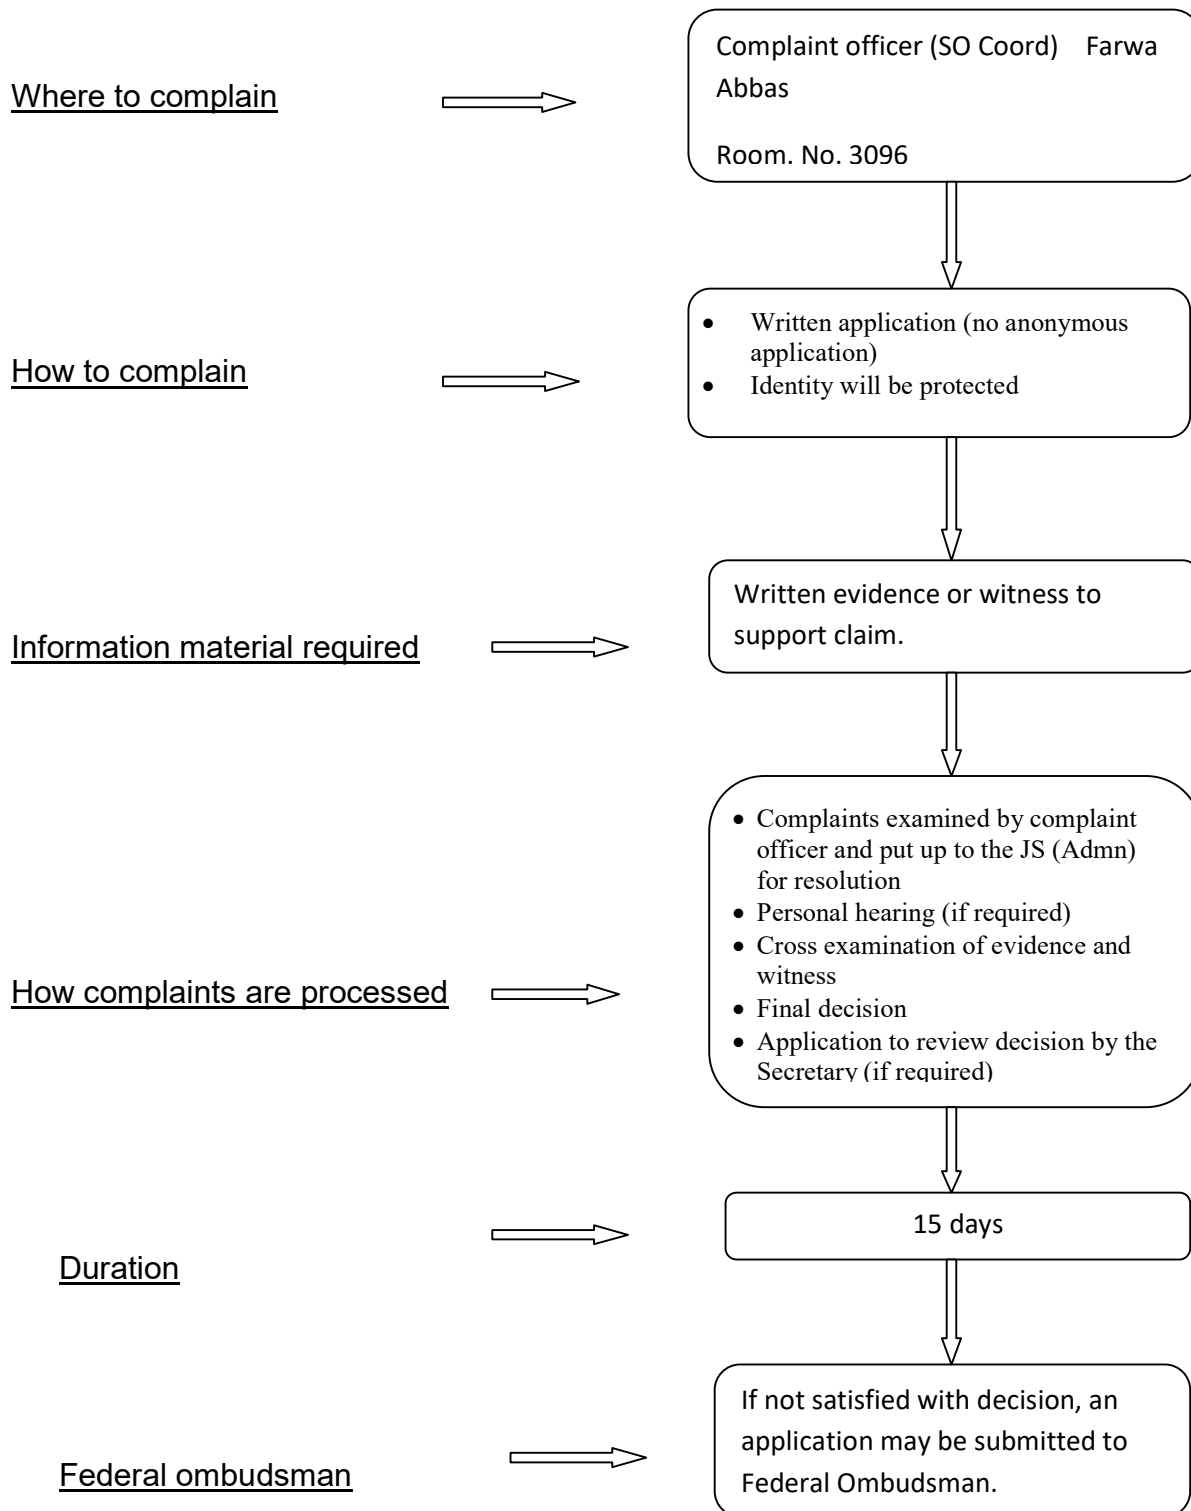 Where to complain
Complaint officer (SO Coord) Farwa
Abbas
Room. No. 3096
How to complain
• Written application (no anonymous
application)
• Identity will be protected
Information material required
Written evidence or witness to
support claim.
How complaints are processed
• Complaints examined by complaint
officer and put up to the JS (Admn)
for resolution
• Personal hearing (if required)
• Cross examination of evidence and
witness
• Final decision
• Application to review decision by the
Secretary (if required)
Duration
15 days
Federal ombudsman
If not satisfied with decision, an
application may be submitted to
Federal Ombudsman.